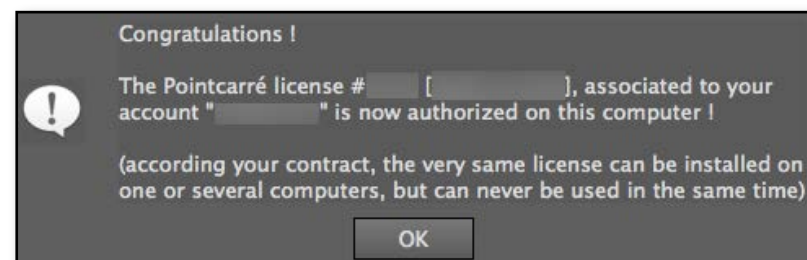 Congratulations !
The Pointcarré license # [ ], associated to your
account " " is now authorized on this computer !
(according your contract, the very same license can be installed on
one or several computers, but can never be used in the same time)
OK